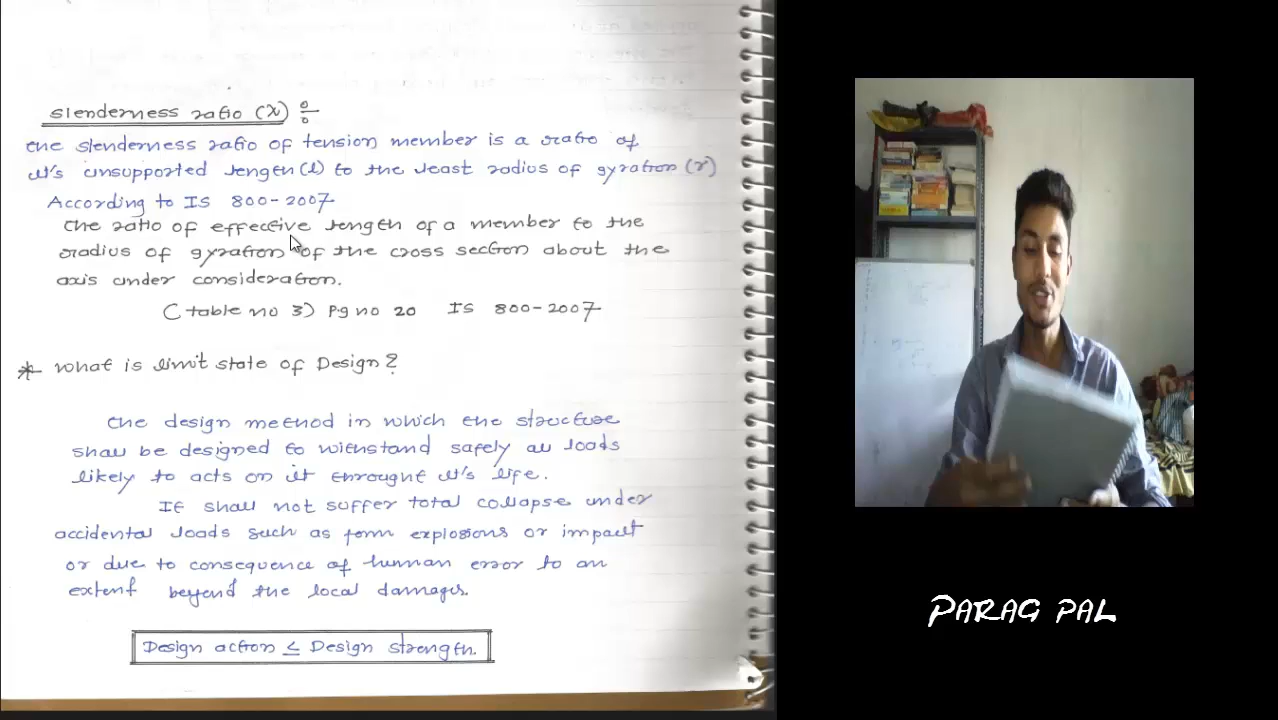 Slenderness ratio (λ) :-
The slenderness ratio of tension member is a ratio of
it's unsupported length (l) to the least radius of gyration (r)
According to IS 800-2007
The ratio of effective length of a member to the
radius of gyration of the cross section about the
axis under consideration.
(table no 3) Pg no 20 IS 800-2007
* What is limit state of Design?
The design method in which the structure
shall be designed to withstand safely all loads
likely to acts on it throught it's life.
It shall not suffer total collapse under
accidental loads such as form explosions or impact
or due to consequence of human error to an
extent beyond the local damages.
Design action ≤ Design strength.
PARAG PAL